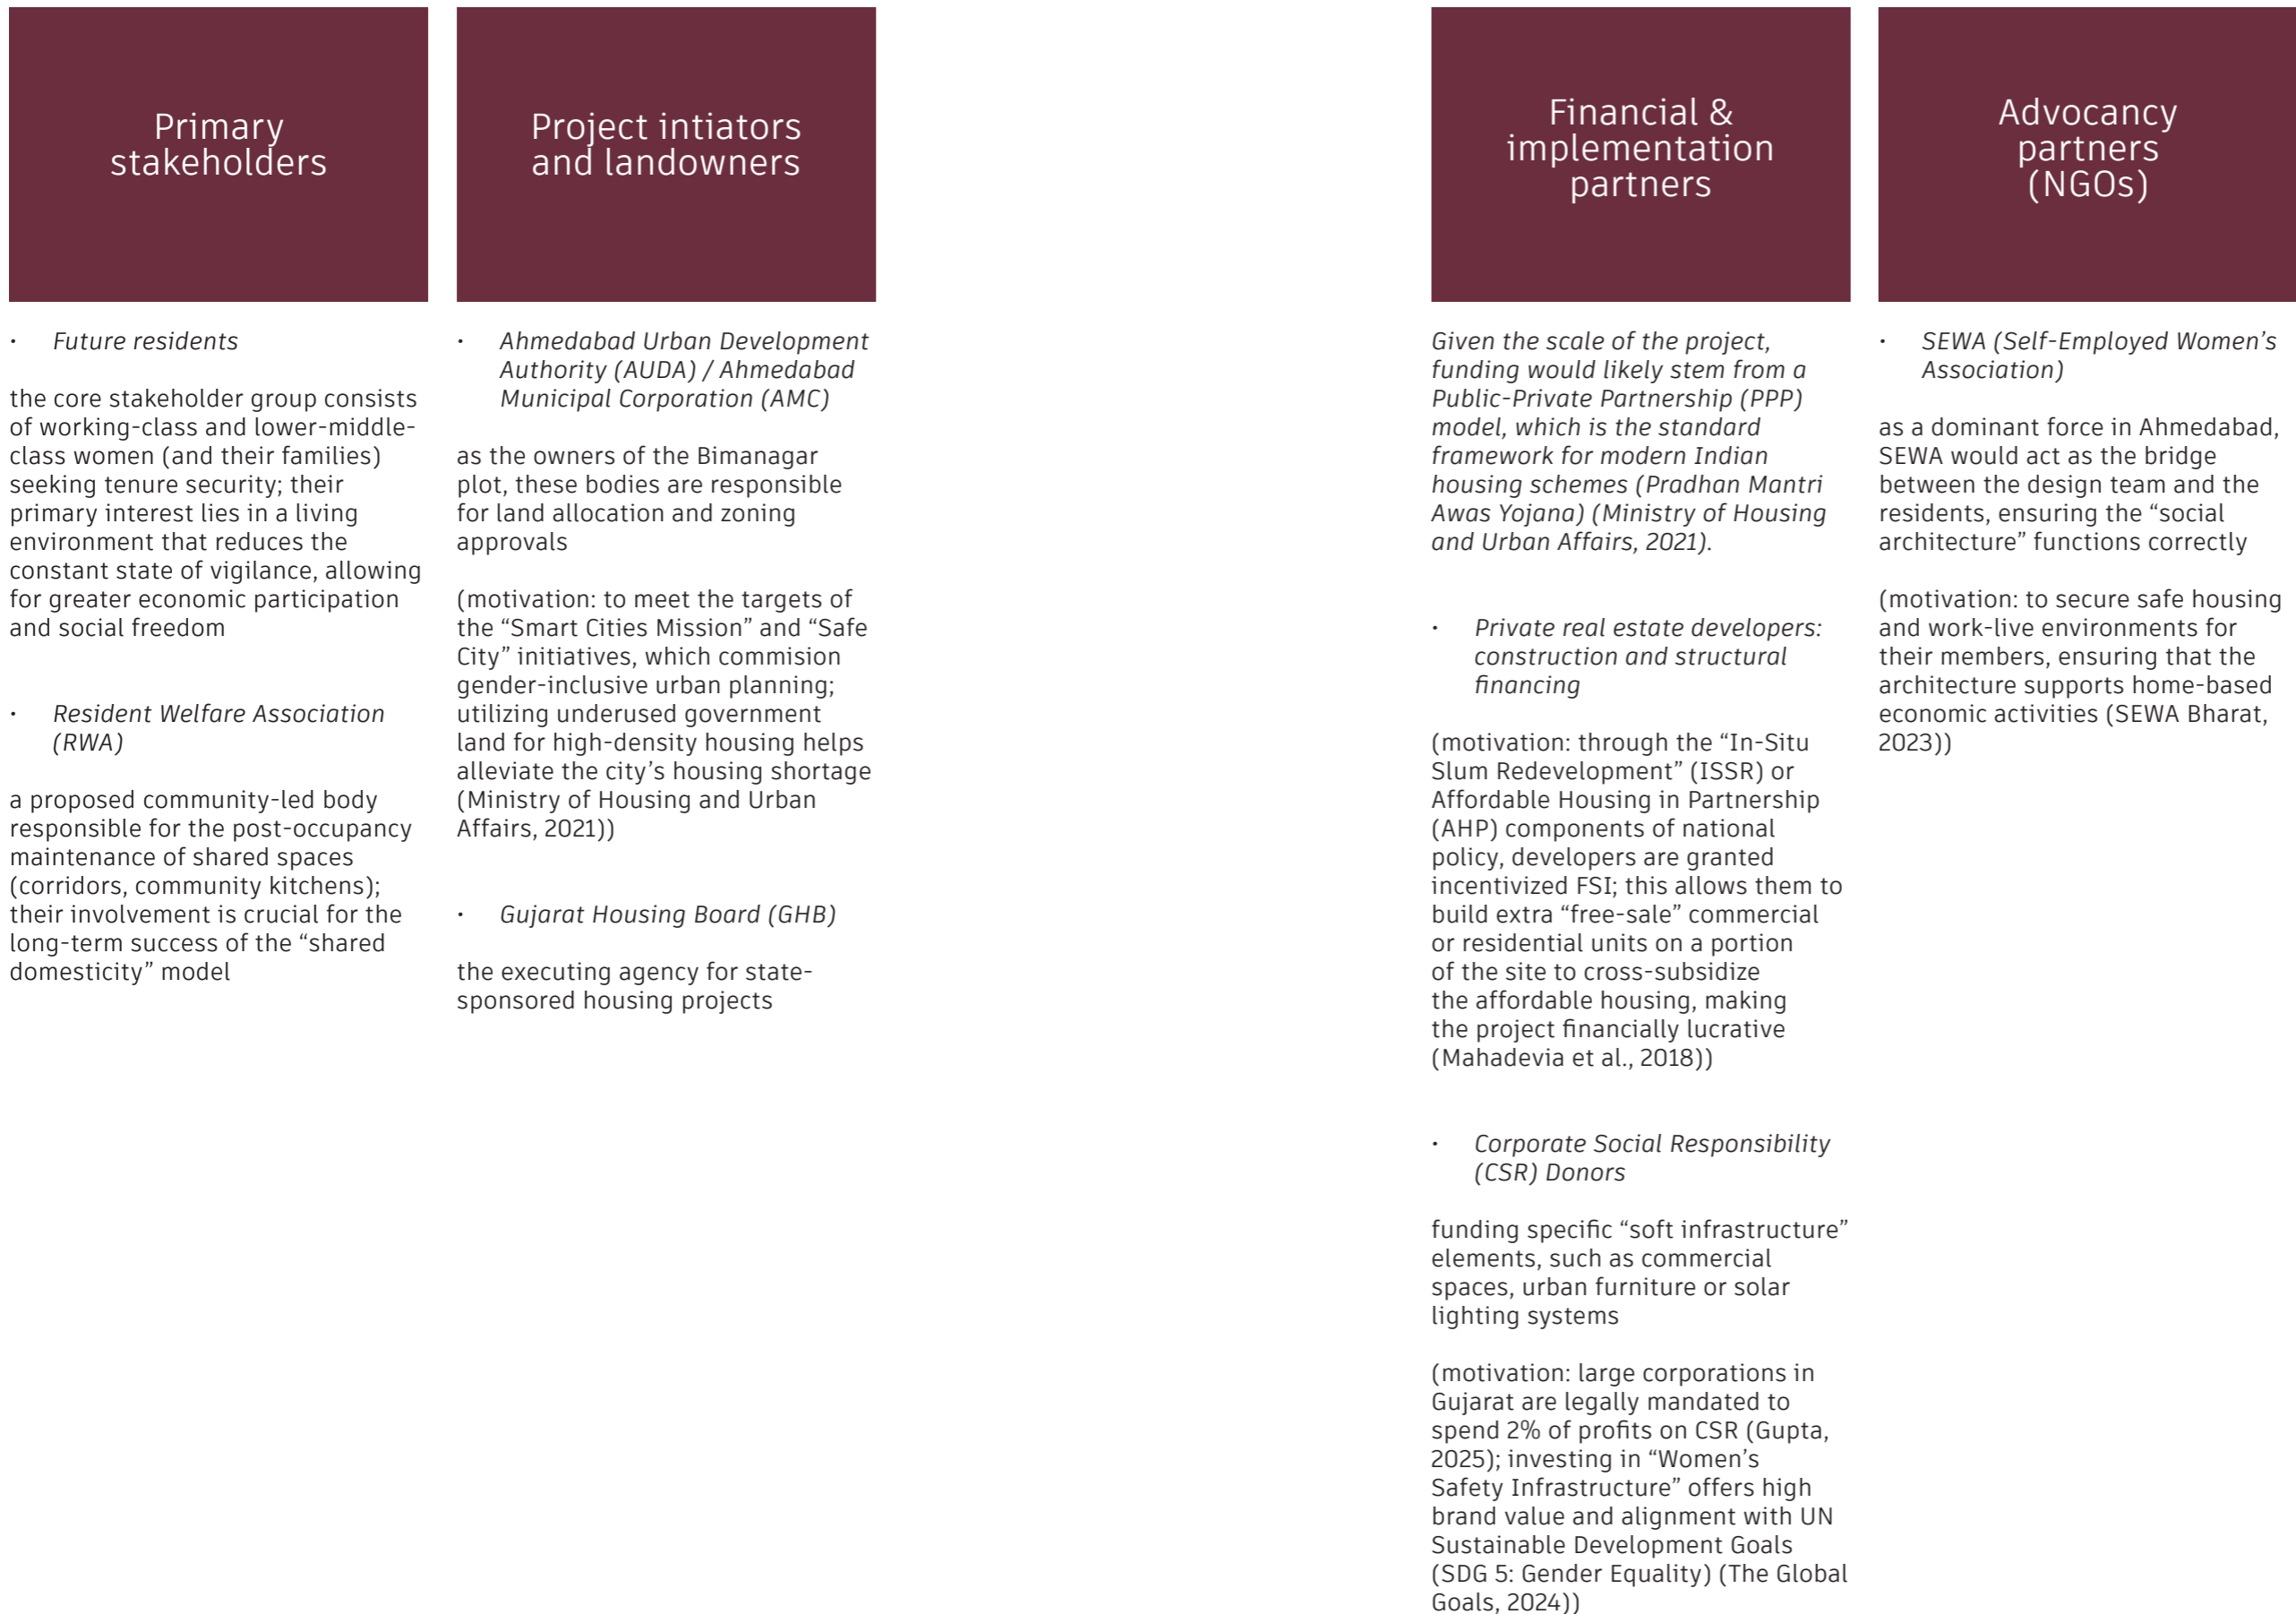 Primary
stakeholders
• Future residents
the core stakeholder group consists
of working-class and lower-middle-
class women (and their families)
seeking tenure security; their
primary interest lies in a living
environment that reduces the
constant state of vigilance, allowing
for greater economic participation
and social freedom
• Resident Welfare Association
(RWA)
a proposed community-led body
responsible for the post-occupancy
maintenance of shared spaces
(corridors, community kitchens);
their involvement is crucial for the
long-term success of the “shared
domesticity” model
Project intiators
and landowners
• Ahmedabad Urban Development
Authority (AUDA) / Ahmedabad
Municipal Corporation (AMC)
as the owners of the Bimanagar
plot, these bodies are responsible
for land allocation and zoning
approvals
(motivation: to meet the targets of
the “Smart Cities Mission” and “Safe
City” initiatives, which commision
gender-inclusive urban planning;
utilizing underused government
land for high-density housing helps
alleviate the city’s housing shortage
(Ministry of Housing and Urban
Affairs, 2021))
• Gujarat Housing Board (GHB)
the executing agency for state-
sponsored housing projects
Financial &
implementation
partners
Given the scale of the project,
funding would likely stem from a
Public-Private Partnership (PPP)
model, which is the standard
framework for modern Indian
housing schemes (Pradhan Mantri
Awas Yojana) (Ministry of Housing
and Urban Affairs, 2021).
• Private real estate developers:
construction and structural
financing
(motivation: through the “In-Situ
Slum Redevelopment” (ISSR) or
Affordable Housing in Partnership
(AHP) components of national
policy, developers are granted
incentivized FSI; this allows them to
build extra “free-sale” commercial
or residential units on a portion
of the site to cross-subsidize
the affordable housing, making
the project financially lucrative
(Mahadevia et al., 2018))
• Corporate Social Responsibility
(CSR) Donors
funding specific “soft infrastructure”
elements, such as commercial
spaces, urban furniture or solar
lighting systems
(motivation: large corporations in
Gujarat are legally mandated to
spend 2% of profits on CSR (Gupta,
2025); investing in “Women’s
Safety Infrastructure” offers high
brand value and alignment with UN
Sustainable Development Goals
(SDG 5: Gender Equality) (The Global
Goals, 2024))
Advocancy
partners
(NGOs)
• SEWA (Self-Employed Women’s
Association)
as a dominant force in Ahmedabad,
SEWA would act as the bridge
between the design team and the
residents, ensuring the “social
architecture” functions correctly
(motivation: to secure safe housing
and work-live environments for
their members, ensuring that the
architecture supports home-based
economic activities (SEWA Bharat,
2023))